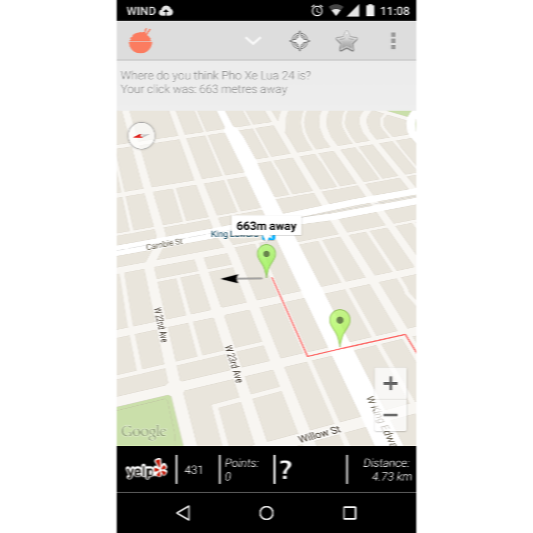 WIND 11:08
Where do you think Pho Xe Lua 24 is?
Your click was: 663 metres away
663m away
King Edward
Cambie St
W 22nd Ave
W 23rd Ave
W King Edw
Willow St
Google
+
−
yelp
431
Points:
0
?
Distance:
4.73 km